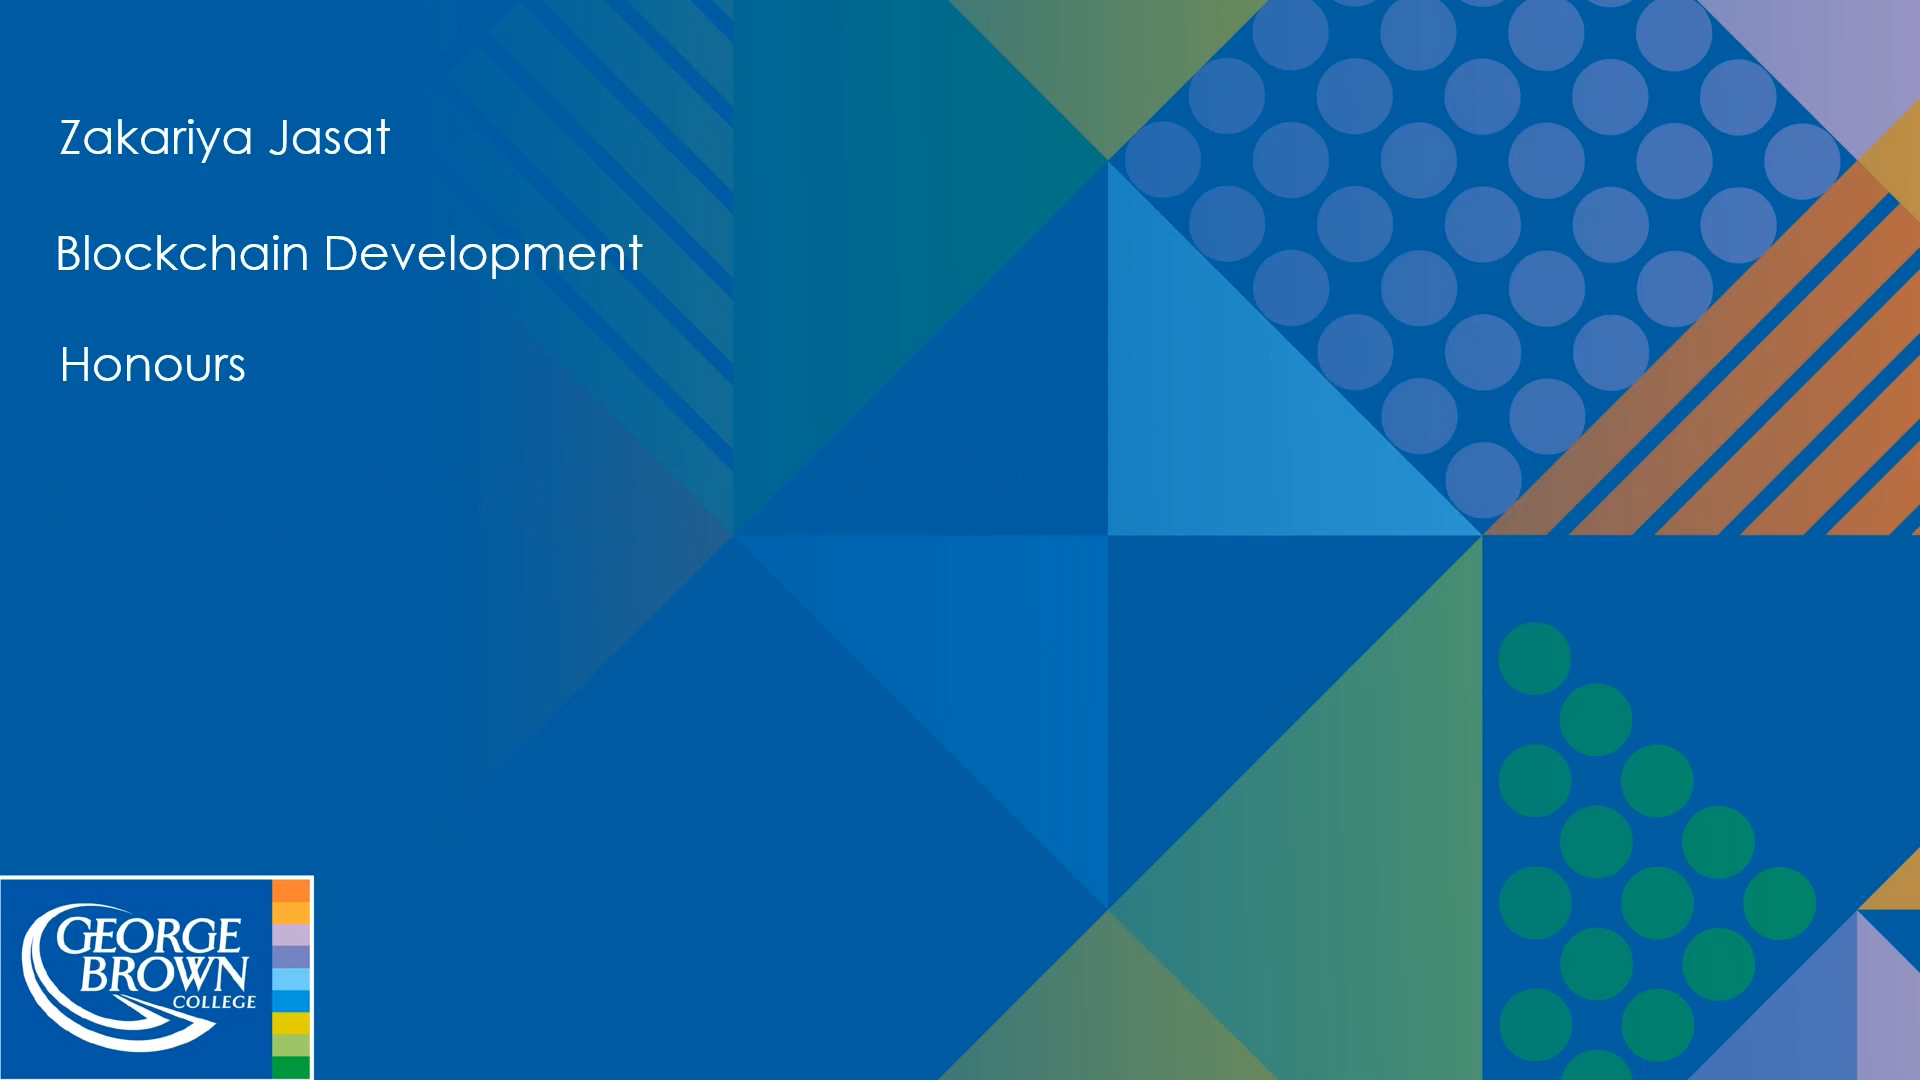 Zakariya Jasat
Blockchain Development
Honours
GEORGE
BROWN
COLLEGE